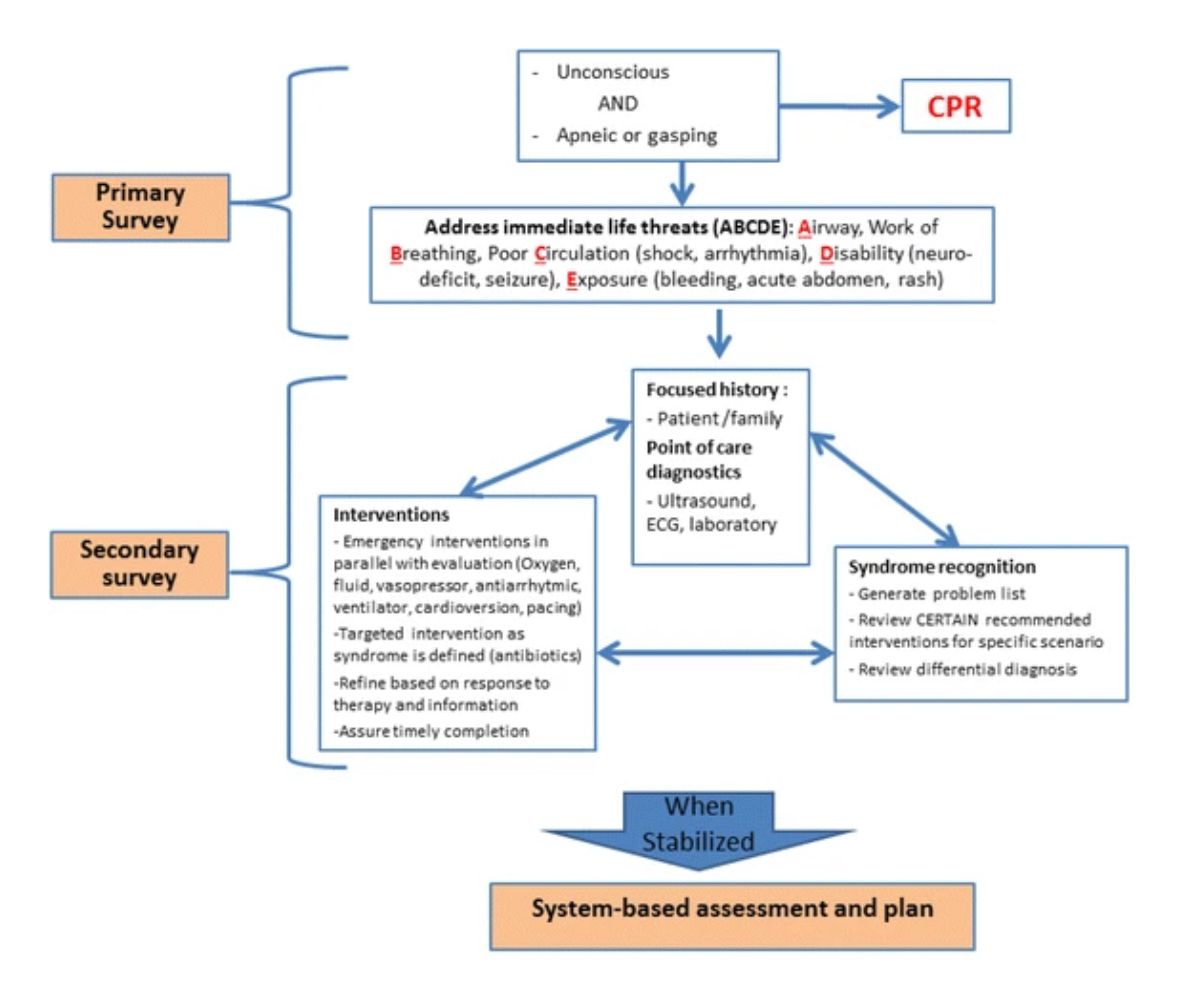 - Unconscious
AND
- Apneic or gasping
CPR
Primary
Survey
Address immediate life threats (ABCDE): Airway, Work of
Breathing, Poor Circulation (shock, arrhythmia), Disability (neuro-
deficit, seizure), Exposure (bleeding, acute abdomen, rash)
Focused history :
- Patient /family
Point of care
diagnostics
- Ultrasound,
ECG, laboratory
Secondary
survey
Interventions
- Emergency interventions in
parallel with evaluation (Oxygen,
fluid, vasopressor, antiarrhytmic,
ventilator, cardioversion, pacing)
-Targeted intervention as
syndrome is defined (antibiotics)
-Refine based on response to
therapy and information
-Assure timely completion
Syndrome recognition
- Generate problem list
- Review CERTAIN recommended
interventions for specific scenario
- Review differential diagnosis
When
Stabilized
System-based assessment and plan